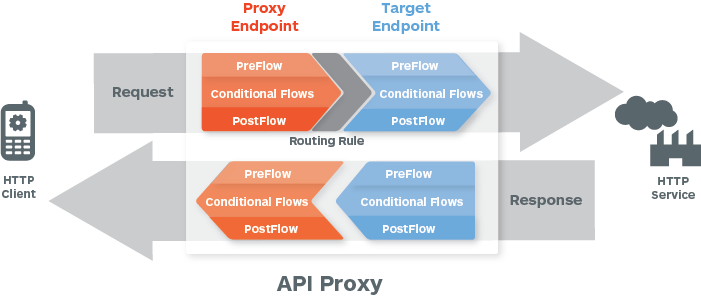 Proxy
Endpoint
Target
Endpoint
Request
PreFlow
PreFlow
Conditional Flows
Conditional Flows
PostFlow
PostFlow
Routing Rule
HTTP
Client
HTTP
Service
PreFlow
PreFlow
Conditional Flows
Conditional Flows
Response
PostFlow
PostFlow
API Proxy